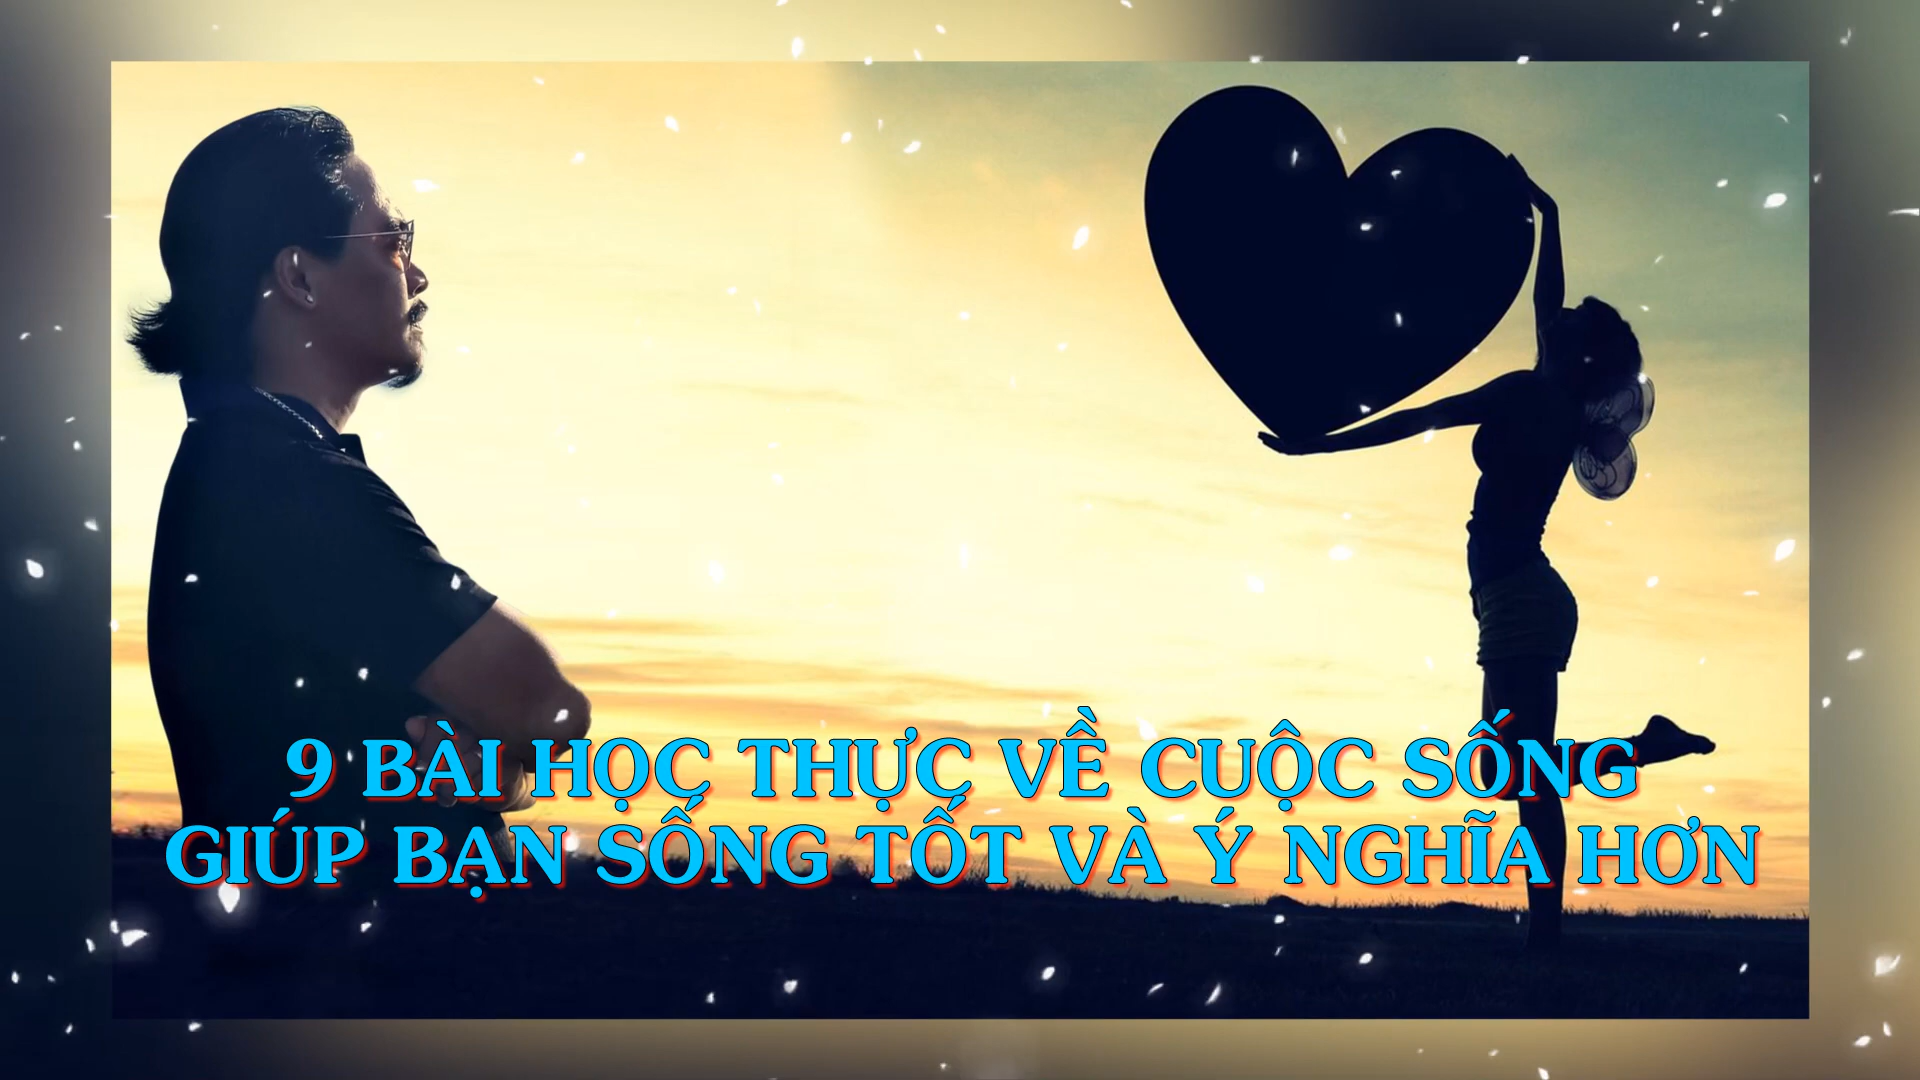 9 BÀI HỌC THỰC VỀ CUỘC SỐNG
GIÚP BẠN SỐNG TỐT VÀ Ý NGHĨA HƠN